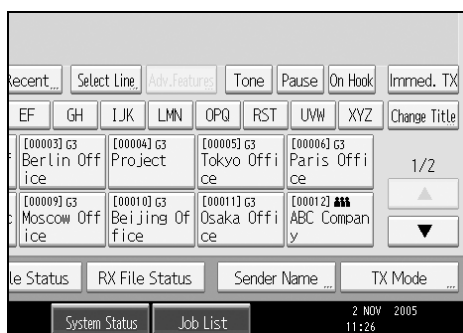 Recent Select Line Adv.Features Tone Pause On Hook Immed. TX
EF GH IJK LMN OPQ RST UVW XYZ Change Title
[00003] G3 [00004] G3 [00005] G3 [00006] G3
Berlin Off Project Tokyo Offi Paris Offi 1/2
ice ce ce
[00009] G3 [00010] G3 [00011] G3 [00012]
Moscow Off Beijing Of Osaka Offi ABC Compan
ice fice ce y
le Status RX File Status Sender Name TX Mode
System Status Job List 2 NOV 2005
11:26